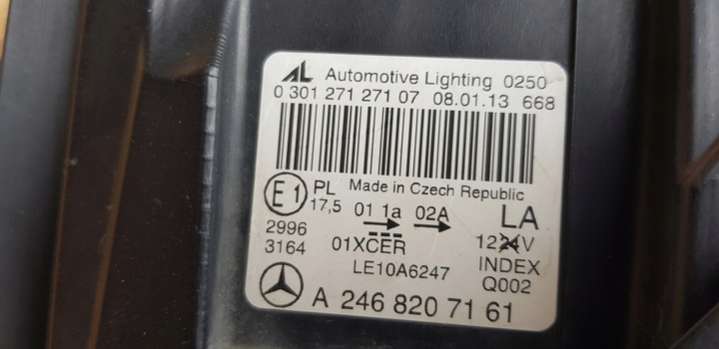 AL Automotive Lighting 0250
0 301 271 271 07 08.01.13 668
E1 PL Made in Czech Republic
17,5 01 1a 02A LA
2996
3164 01XCER 1224V
LE10A6247 INDEX
Q002
A 246 820 71 61